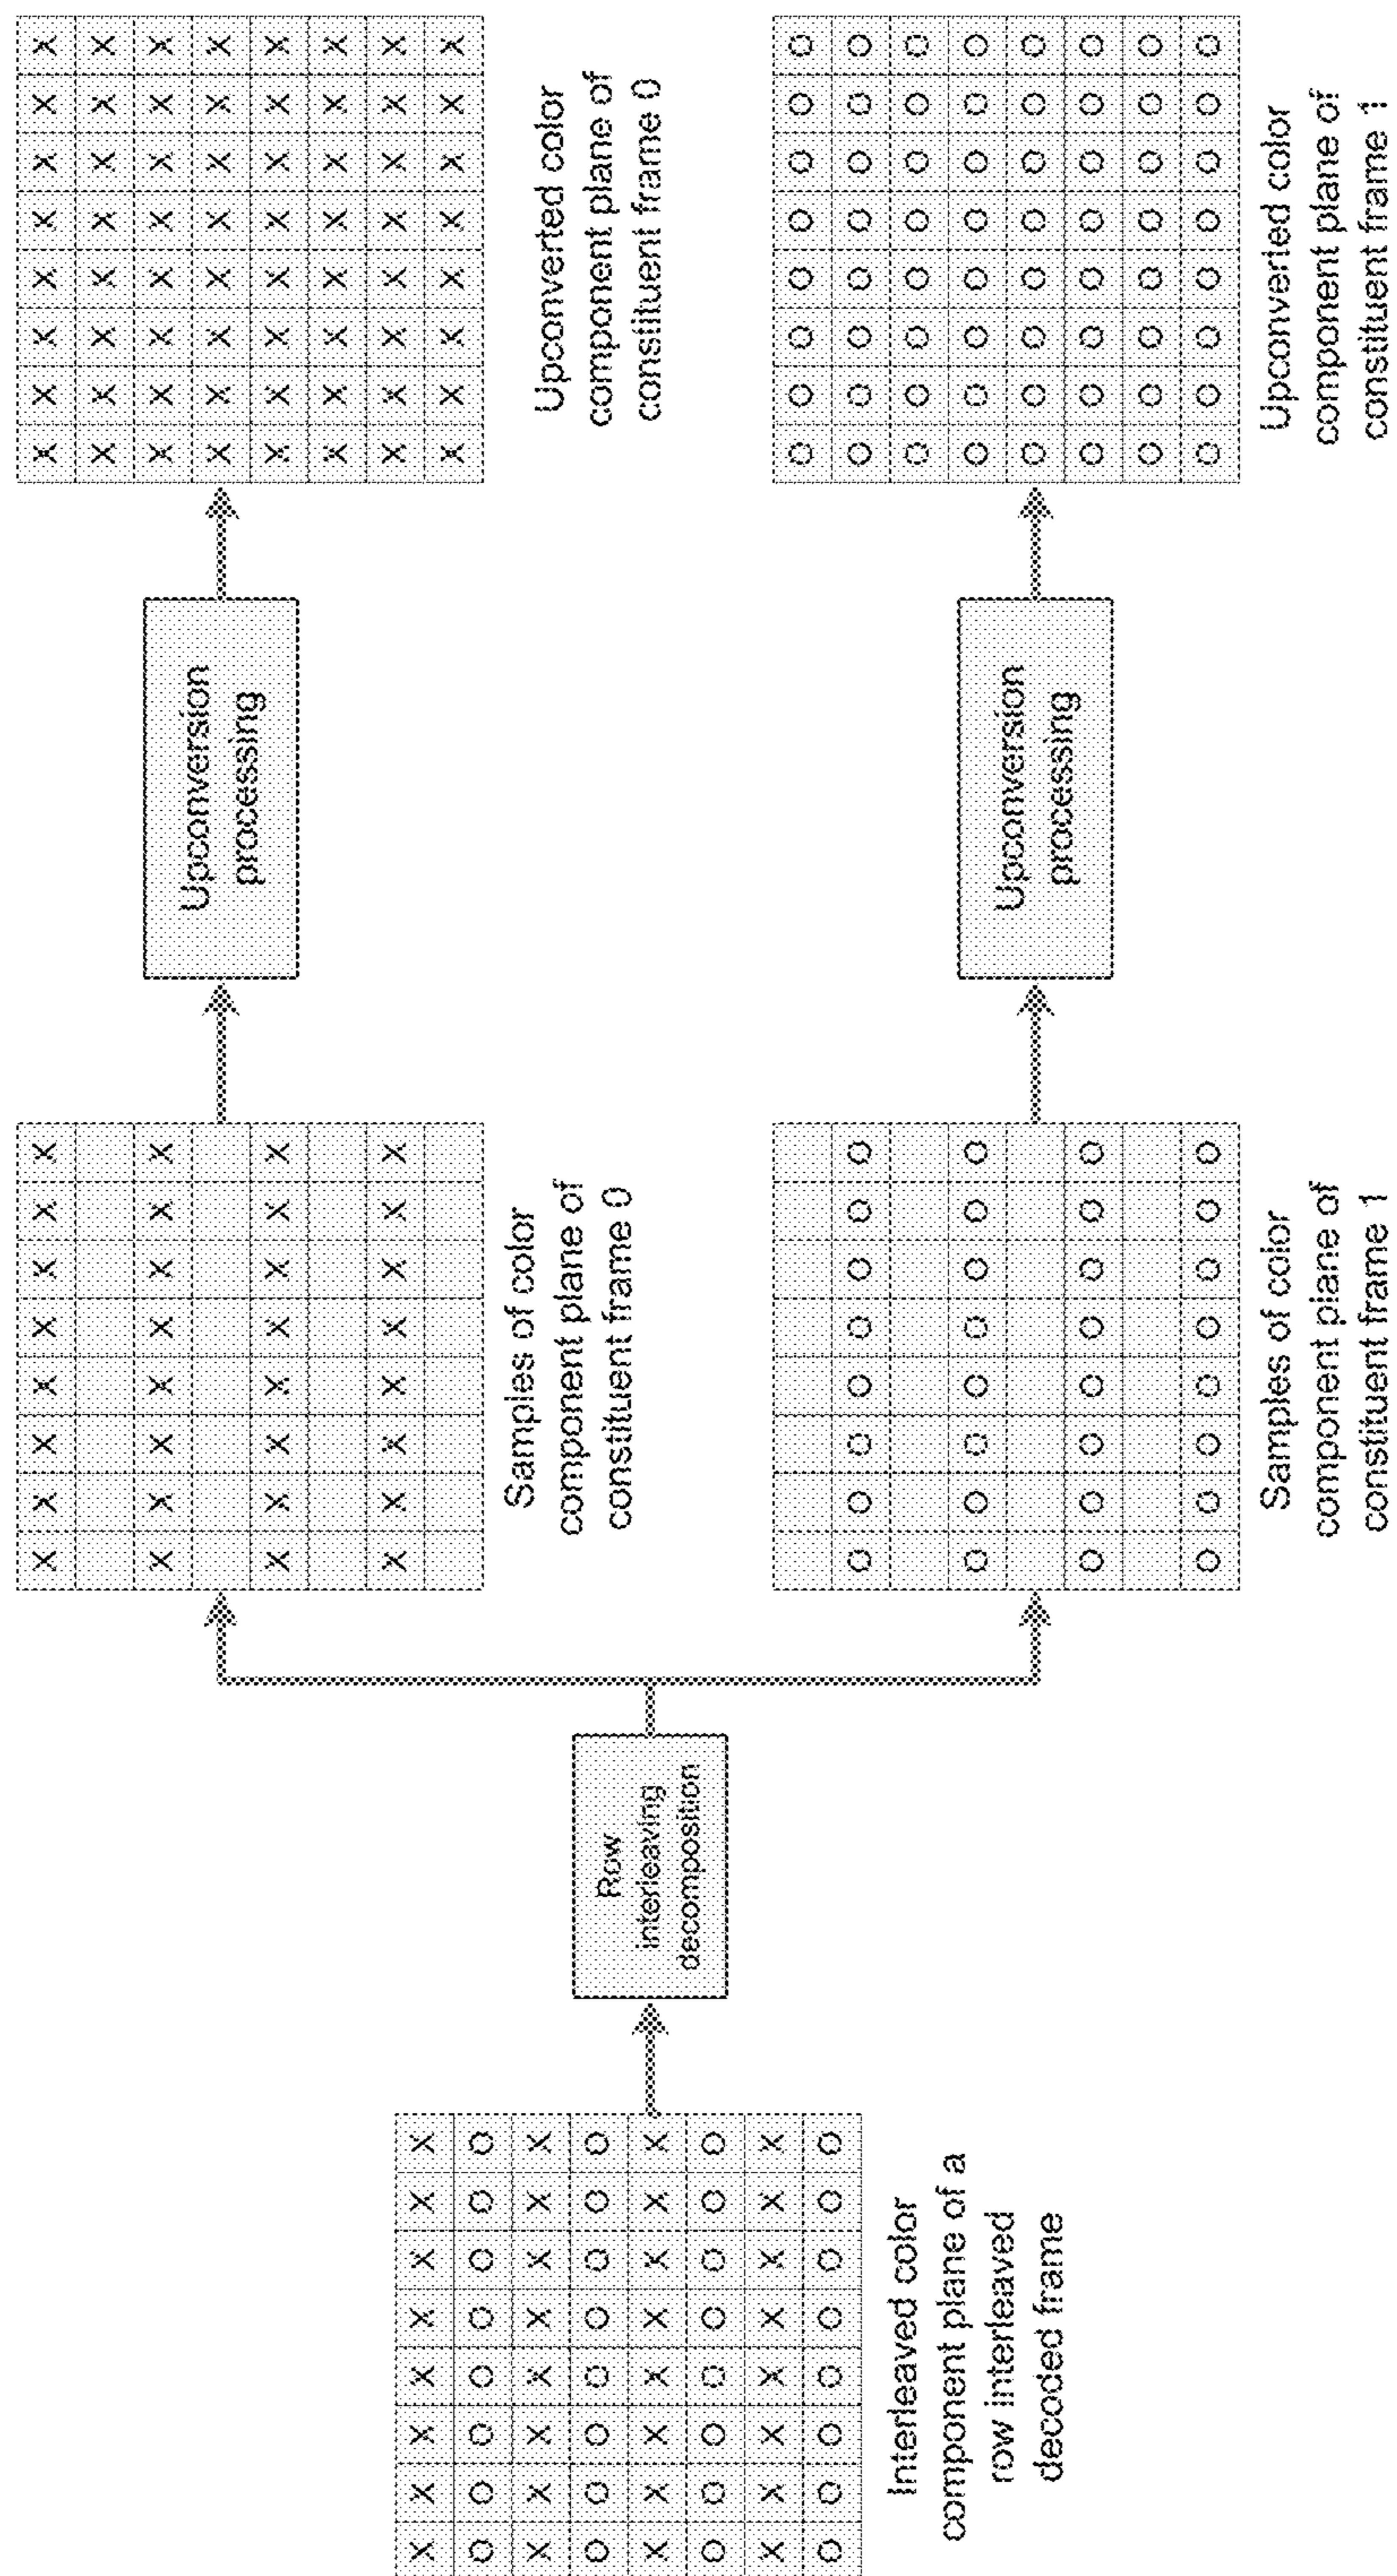 Interleaved color
component plane of a
row interleaved
decoded frame
Row
interleaving
decomposition
Samples of color
component plane of
constituent frame 0
Upconversion
processing
Upconverted color
component plane of
constituent frame 0
Samples of color
component plane of
constituent frame 1
Upconversion
processing
Upconverted color
component plane of
constituent frame 1